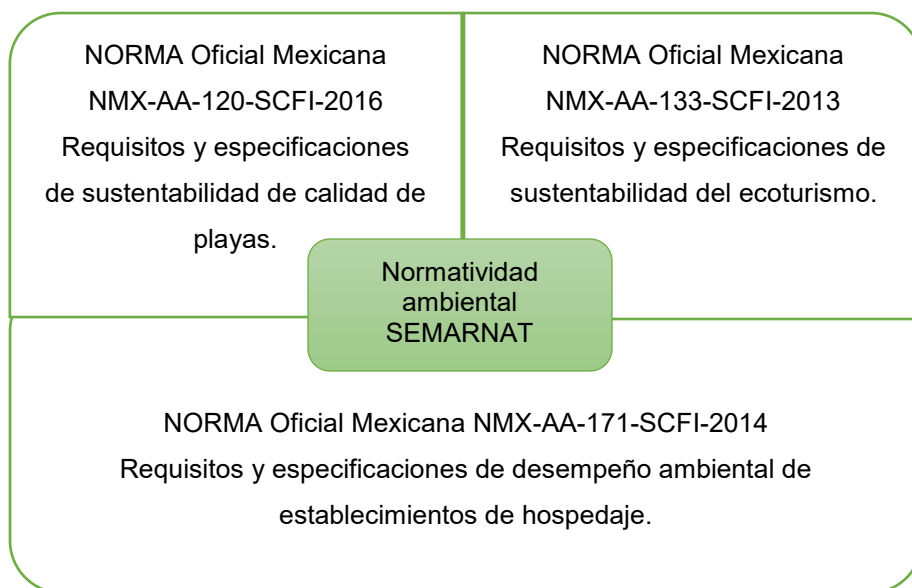 NORMA Oficial Mexicana
NMX-AA-120-SCFI-2016
Requisitos y especificaciones
de sustentabilidad de calidad de
playas.
NORMA Oficial Mexicana
NMX-AA-133-SCFI-2013
Requisitos y especificaciones de
sustentabilidad del ecoturismo.
Normatividad
ambiental
SEMARNAT
NORMA Oficial Mexicana NMX-AA-171-SCFI-2014
Requisitos y especificaciones de desempeño ambiental de
establecimientos de hospedaje.